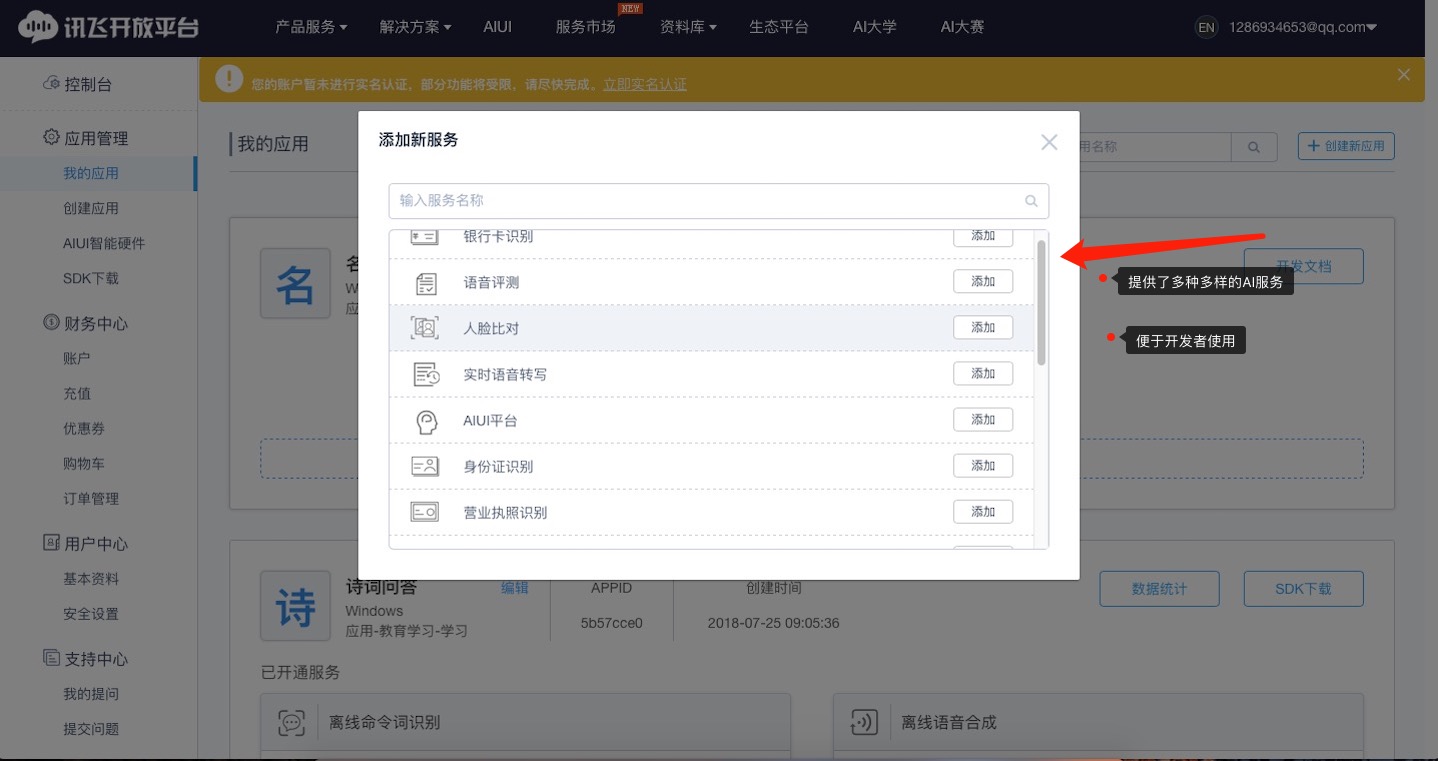 讯飞开放平台
产品服务
解决方案
AIUI
服务市场
NEW
资料库
生态平台
AI大学
AI大赛
EN
1286934653@qq.com
控制台
您的账户暂未进行实名认证，部分功能将受限，请尽快完成。立即实名认证
应用管理
我的应用
创建应用
AIUI智能硬件
SDK下载
财务中心
账户
充值
优惠券
购物车
订单管理
用户中心
基本资料
安全设置
支持中心
我的提问
提交问题
我的应用
用名称
创建新应用
添加新服务
输入服务名称
银行卡识别 添加
语音评测 添加
人脸比对 添加
实时语音转写 添加
AIUI平台 添加
身份证识别 添加
营业执照识别 添加
名
名
W
应
开发文档
提供了多种多样的AI服务
便于开发者使用
诗
诗词问答 编辑
Windows
应用-教育学习-学习
APPID
5b57cce0
创建时间
2018-07-25 09:05:36
数据统计
SDK下载
已开通服务
离线命令词识别
离线语音合成